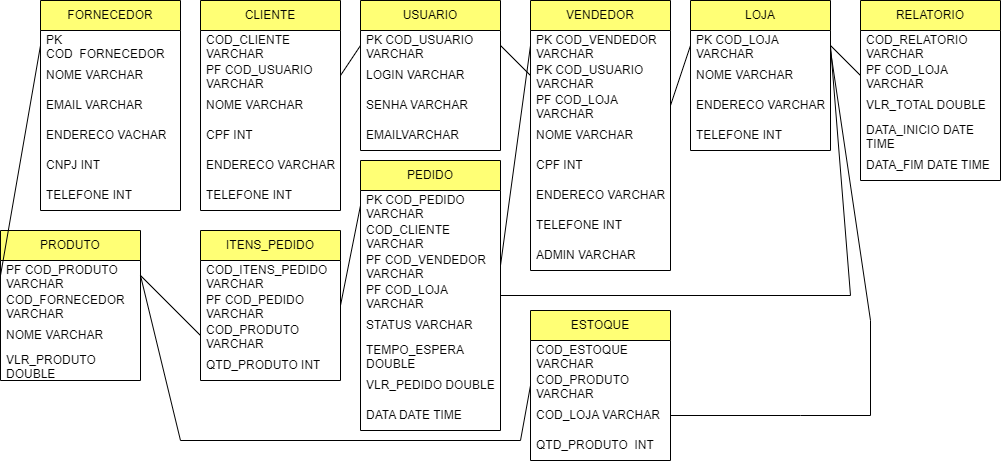 FORNECEDOR
PK
COD_FORNECEDOR
NOME VARCHAR
EMAIL VARCHAR
ENDERECO VACHAR
CNPJ INT
TELEFONE INT
CLIENTE
COD_CLIENTE
VARCHAR
PF COD_USUARIO
VARCHAR
NOME VARCHAR
CPF INT
ENDERECO VARCHAR
TELEFONE INT
USUARIO
PK COD_USUARIO
VARCHAR
LOGIN VARCHAR
SENHA VARCHAR
EMAILVARCHAR
VENDEDOR
PK COD_VENDEDOR
VARCHAR
PK COD_USUARIO
VARCHAR
PF COD_LOJA
VARCHAR
NOME VARCHAR
CPF INT
ENDERECO VARCHAR
TELEFONE INT
ADMIN VARCHAR
LOJA
PK COD_LOJA
VARCHAR
NOME VARCHAR
ENDERECO VARCHAR
TELEFONE INT
RELATORIO
COD_RELATORIO
VARCHAR
PF COD_LOJA
VARCHAR
VLR_TOTAL DOUBLE
DATA_INICIO DATE
TIME
DATA_FIM DATE TIME
PRODUTO
PF COD_PRODUTO
VARCHAR
COD_FORNECEDOR
VARCHAR
NOME VARCHAR
VLR_PRODUTO
DOUBLE
ITENS_PEDIDO
COD_ITENS_PEDIDO
VARCHAR
PF COD_PEDIDO
VARCHAR
COD_PRODUTO
VARCHAR
QTD_PRODUTO INT
PEDIDO
PK COD_PEDIDO
VARCHAR
COD_CLIENTE
VARCHAR
PF COD_VENDEDOR
VARCHAR
PF COD_LOJA
VARCHAR
STATUS VARCHAR
TEMPO_ESPERA
DOUBLE
VLR_PEDIDO DOUBLE
DATA DATE TIME
ESTOQUE
COD_ESTOQUE
VARCHAR
COD_PRODUTO
VARCHAR
COD_LOJA VARCHAR
QTD_PRODUTO  INT